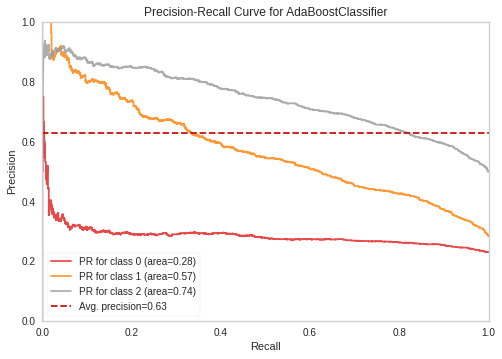 Precision-Recall Curve for AdaBoostClassifier
1.0
0.8
0.6
0.4
0.2
0.0
Precision
PR for class 0 (area=0.28)
PR for class 1 (area=0.57)
PR for class 2 (area=0.74)
Avg. precision=0.63
0.0 0.2 0.4 0.6 0.8 1.0
Recall